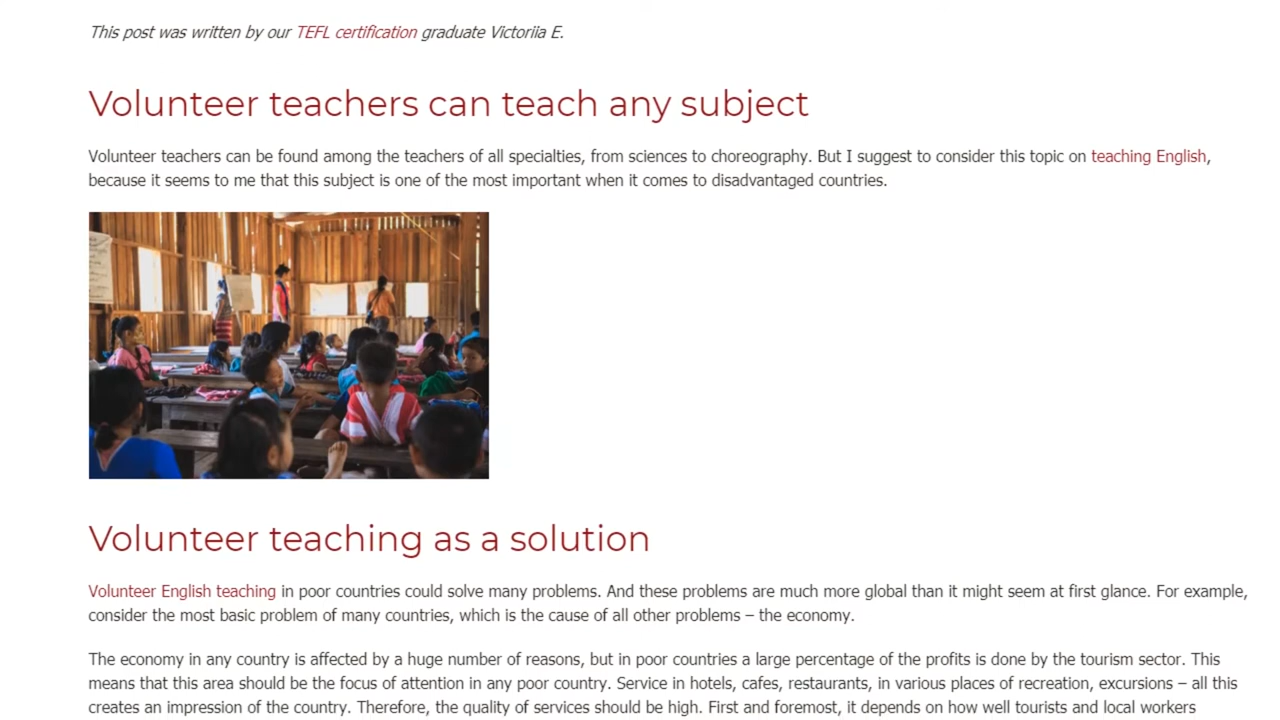 This post was written by our TEFL certification graduate Victoriia E.
Volunteer teachers can teach any subject
Volunteer teachers can be found among the teachers of all specialties, from sciences to choreography. But I suggest to consider this topic on teaching English,
because it seems to me that this subject is one of the most important when it comes to disadvantaged countries.
Volunteer teaching as a solution
Volunteer English teaching in poor countries could solve many problems. And these problems are much more global than it might seem at first glance. For example,
consider the most basic problem of many countries, which is the cause of all other problems – the economy.
The economy in any country is affected by a huge number of reasons, but in poor countries a large percentage of the profits is done by the tourism sector. This
means that this area should be the focus of attention in any poor country. Service in hotels, cafes, restaurants, in various places of recreation, excursions – all this
creates an impression of the country. Therefore, the quality of services should be high. First and foremost, it depends on how well tourists and local workers